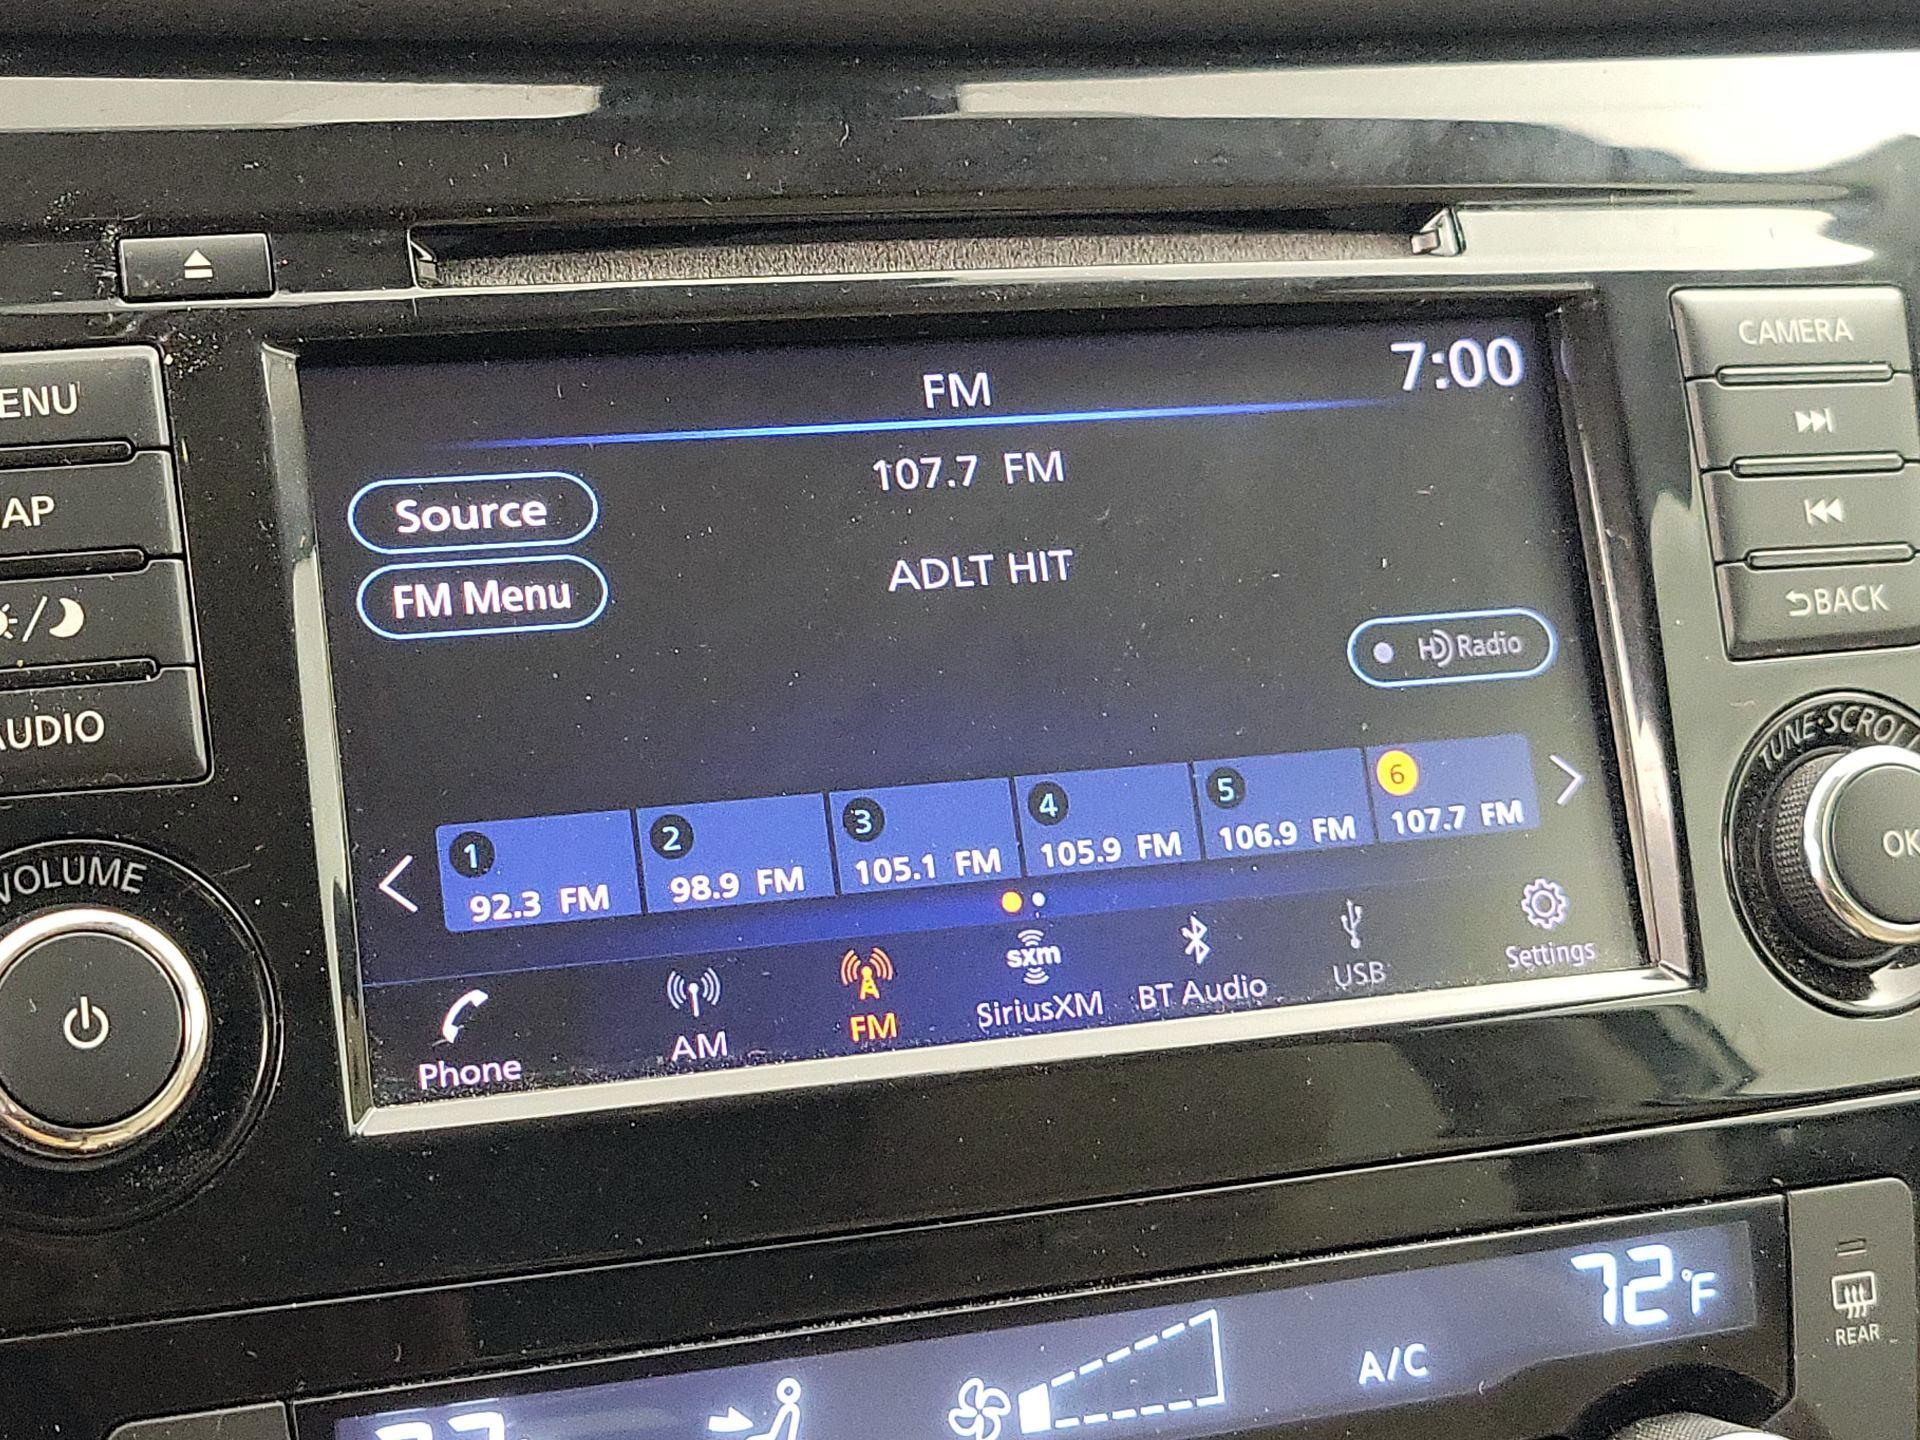 FM
7:00
107.7 FM
Source
ADLT HIT
FM Menu
HD Radio
1
92.3 FM
2
98.9 FM
3
105.1 FM
4
105.9 FM
5
106.9 FM
6
107.7 FM
Phone
AM
FM
sxm
SiriusXM
BT Audio
USB
Settings
ENU
AP
AUDIO
VOLUME
CAMERA
BACK
TUNE·SCROLL
OK
72°F
A/C
REAR